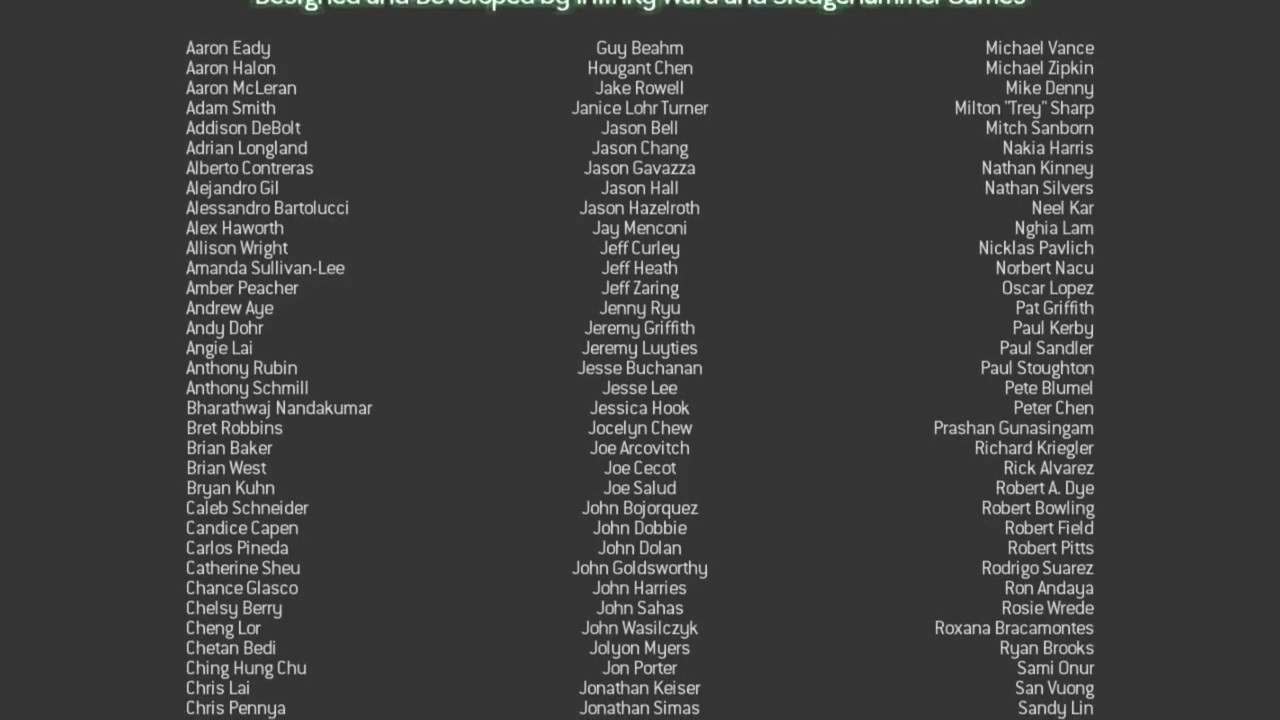 Designed and Developed by Infinity Ward and Sledgehammer Games
Aaron Eady Guy Beahm Michael Vance
Aaron Halon Hougant Chen Michael Zipkin
Aaron McLeran Jake Rowell Mike Denny
Adam Smith Janice Lohr Turner Milton "Trey" Sharp
Addison DeBolt Jason Bell Mitch Sanborn
Adrian Longland Jason Chang Nakia Harris
Alberto Contreras Jason Gavazza Nathan Kinney
Alejandro Gil Jason Hall Nathan Silvers
Alessandro Bartolucci Jason Hazelroth Neel Kar
Alex Haworth Jay Menconi Nghia Lam
Allison Wright Jeff Curley Nicklas Pavlich
Amanda Sullivan-Lee Jeff Heath Norbert Nacu
Amber Peacher Jeff Zaring Oscar Lopez
Andrew Aye Jenny Ryu Pat Griffith
Andy Dohr Jeremy Griffith Paul Kerby
Angie Lai Jeremy Luyties Paul Sandler
Anthony Rubin Jesse Buchanan Paul Stoughton
Anthony Schmill Jesse Lee Pete Blumel
Bharathwaj Nandakumar Jessica Hook Peter Chen
Bret Robbins Jocelyn Chew Prashan Gunasingam
Brian Baker Joe Arcovitch Richard Kriegler
Brian West Joe Cecot Rick Alvarez
Bryan Kuhn Joe Salud Robert A. Dye
Caleb Schneider John Bojorquez Robert Bowling
Candice Capen John Dobbie Robert Field
Carlos Pineda John Dolan Robert Pitts
Catherine Sheu John Goldsworthy Rodrigo Suarez
Chance Glasco John Harries Ron Andaya
Chelsy Berry John Sahas Rosie Wrede
Cheng Lor John Wasilczyk Roxana Bracamontes
Chetan Bedi Jolyon Myers Ryan Brooks
Ching Hung Chu Jon Porter Sami Onur
Chris Lai Jonathan Keiser San Vuong
Chris Pennya Jonathan Simas Sandy Lin